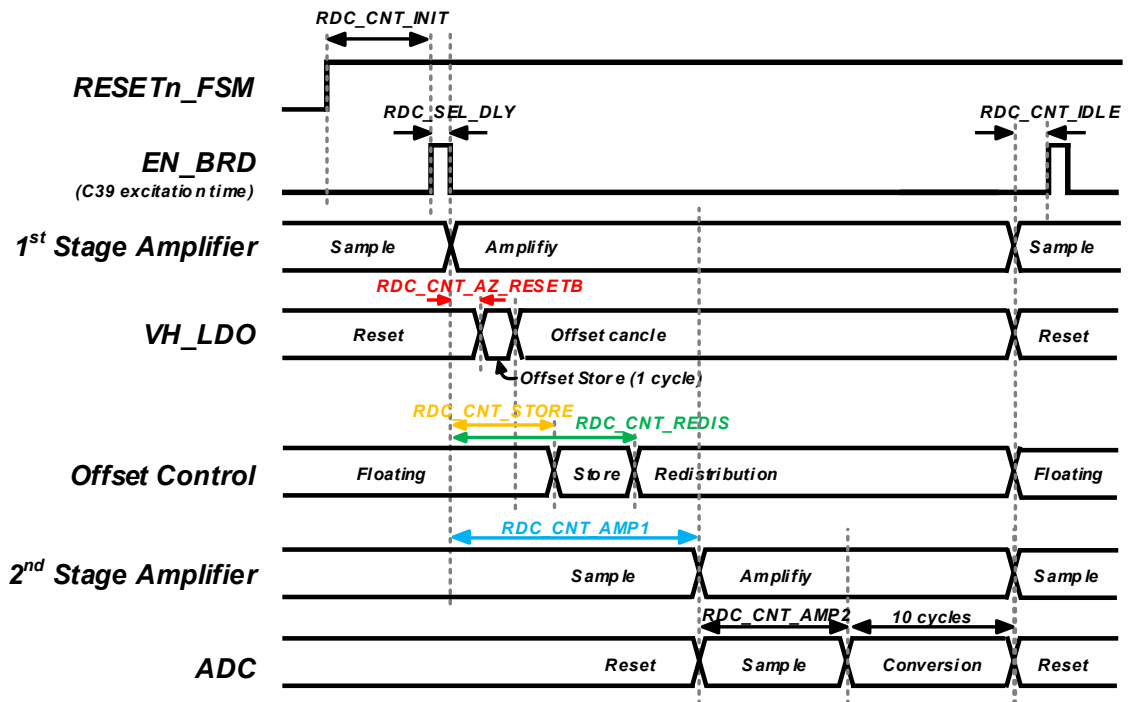 RDC_CNT_INIT
RESETn_FSM
RDC_SEL_DLY
RDC_CNT_IDLE
EN_BRD
(C39 excitation time)
1st Stage Amplifier
Sample
Amplifiy
Sample
RDC_CNT_AZ_RESETB
VH_LDO
Reset
Offset cancle
Reset
Offset Store (1 cycle)
RDC_CNT_STORE
RDC_CNT_REDIS
Offset Control
Floating
Store
Redistribution
Floating
RDC_CNT_AMP1
2nd Stage Amplifier
Sample
Amplifiy
Sample
RDC_CNT_AMP2
10 cycles
ADC
Reset
Sample
Conversion
Reset